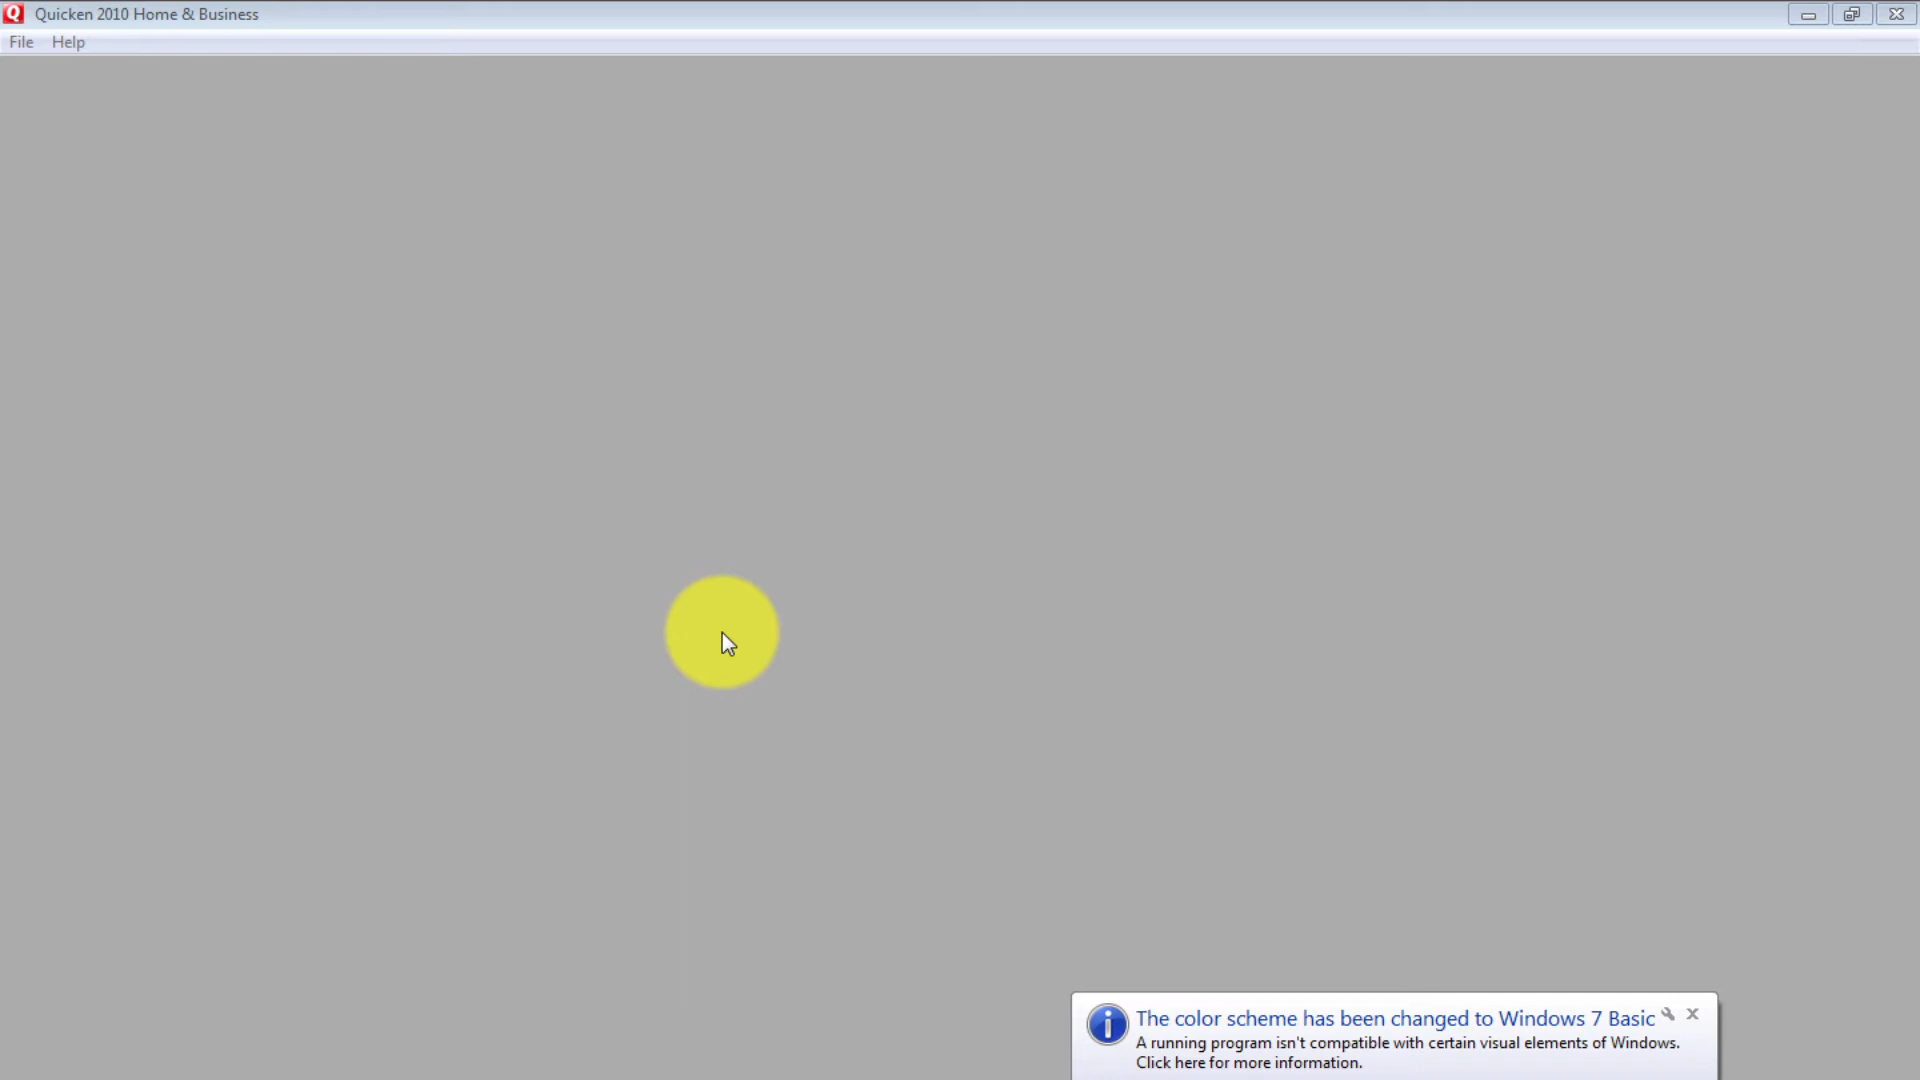 Q Quicken 2010 Home & Business
File Help
The color scheme has been changed to Windows 7 Basic
A running program isn't compatible with certain visual elements of Windows.
Click here for more information.